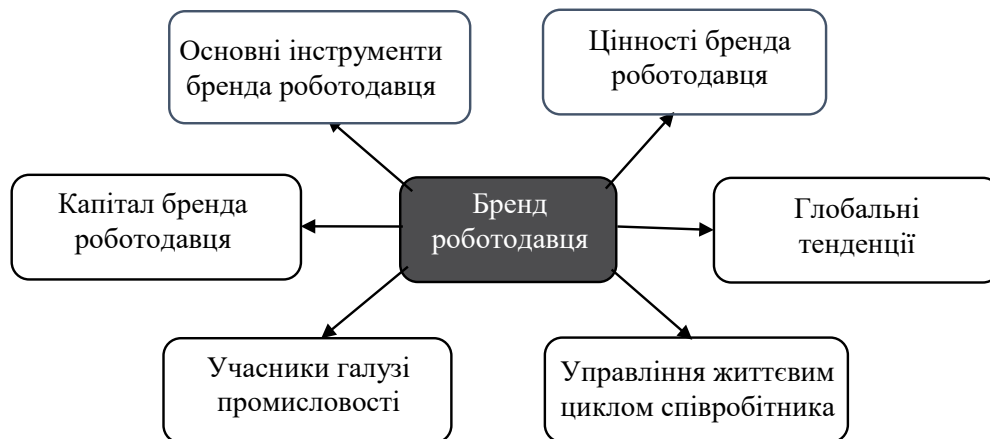 Основні інструменти
бренда роботодавця
Цінності бренда
роботодавця
Капітал бренда
роботодавця
Бренд
роботодавця
Глобальні
тенденції
Учасники галузі
промисловості
Управління життєвим
циклом співробітника